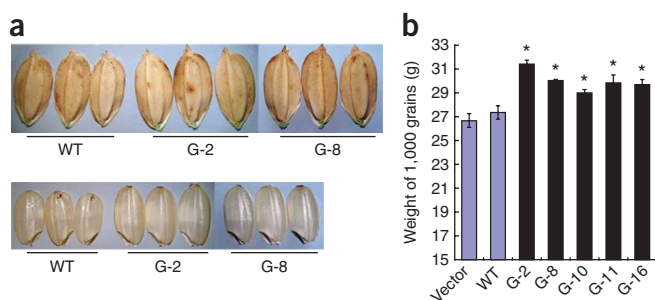 a
WT G-2 G-8
WT G-2 G-8
b
Weight of 1,000 grains (g)
33
31
29
27
25
23
21
19
17
15
* * * * *
Vector WT G-2 G-8 G-10 G-11 G-16